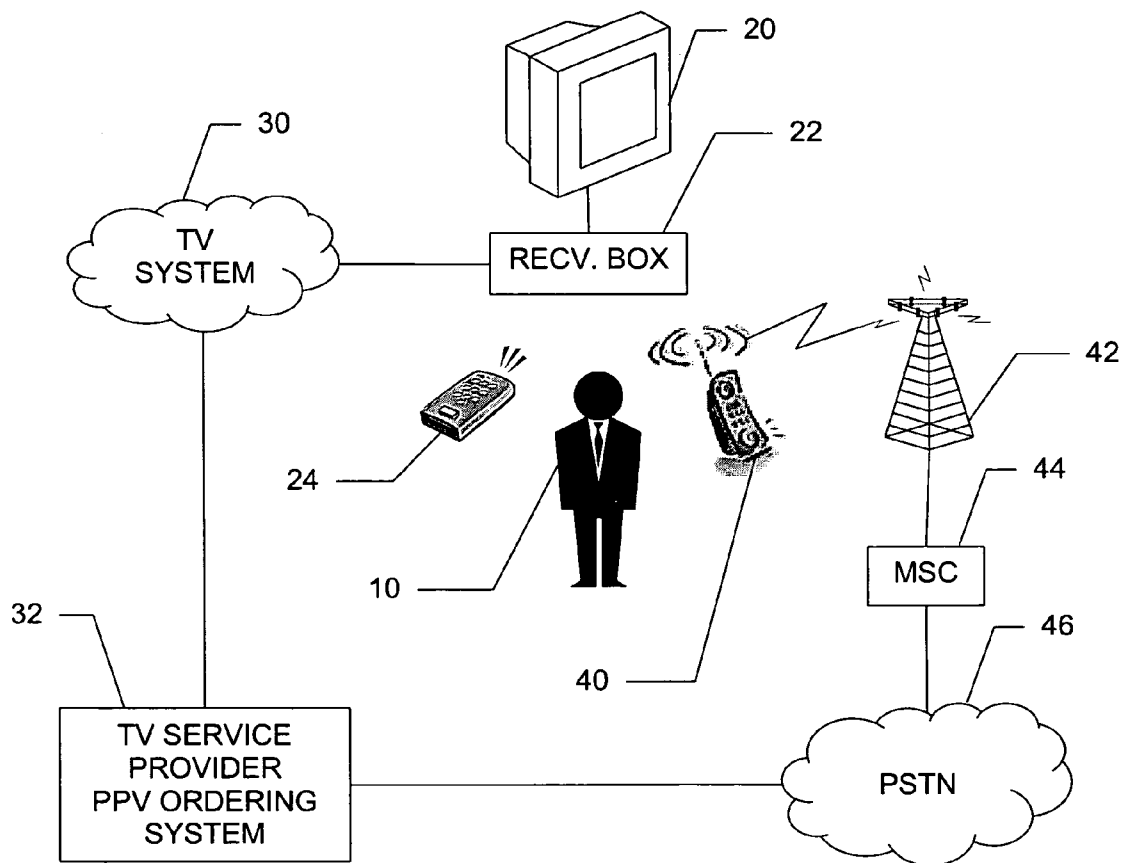 20
30
22
TV
SYSTEM
RECV. BOX
42
24
44
10
MSC
32
46
40
TV SERVICE
PROVIDER
PPV ORDERING
SYSTEM
PSTN